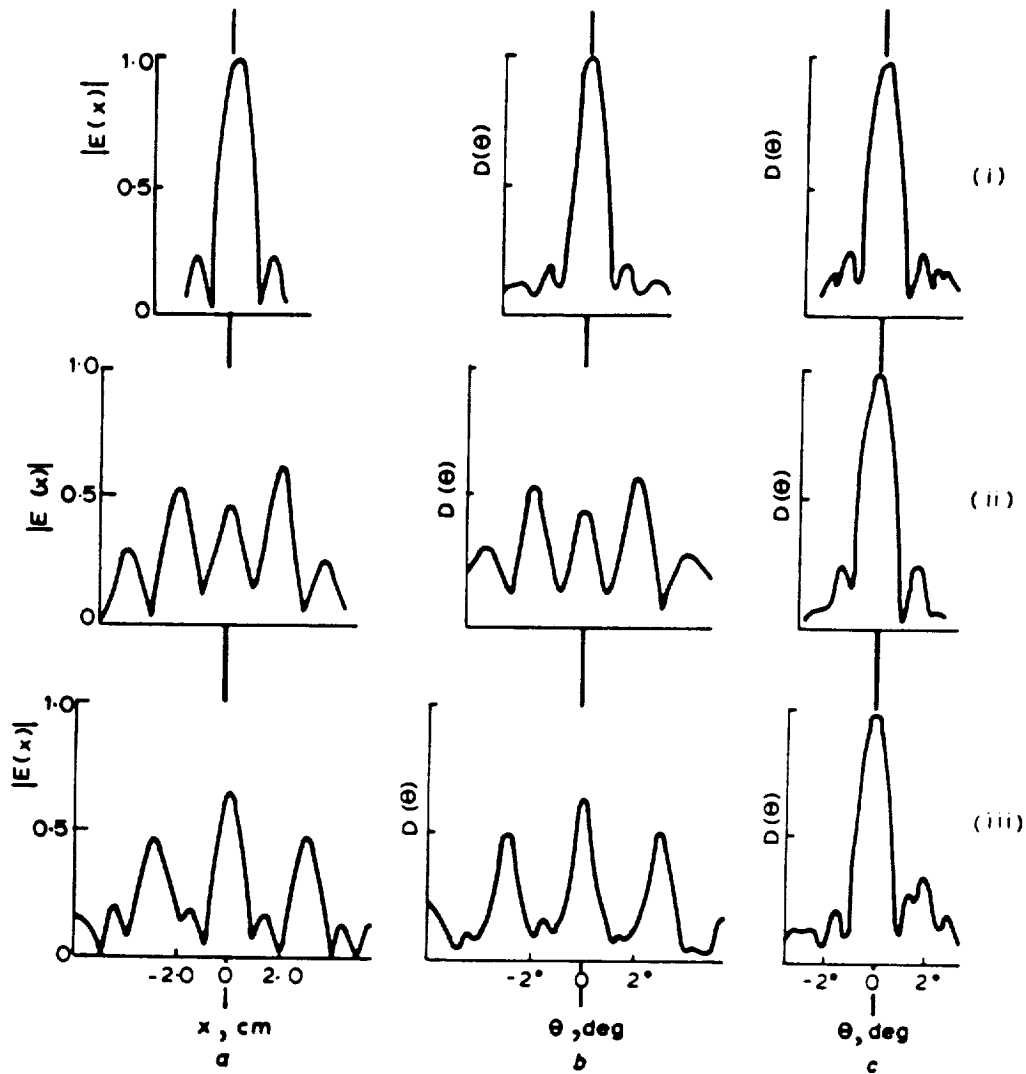 1.0
|E(x)|
0.5
0
D(θ)
D(θ)
(i)
1.0
|E(x)|
0.5
0
D(θ)
D(θ)
(ii)
1.0
|E(x)|
0.5
0
-2.0 0 2.0
x, cm
a
D(θ)
-2° 0 2°
θ, deg
b
D(θ)
-2° 0 2°
θ, deg
c
(iii)